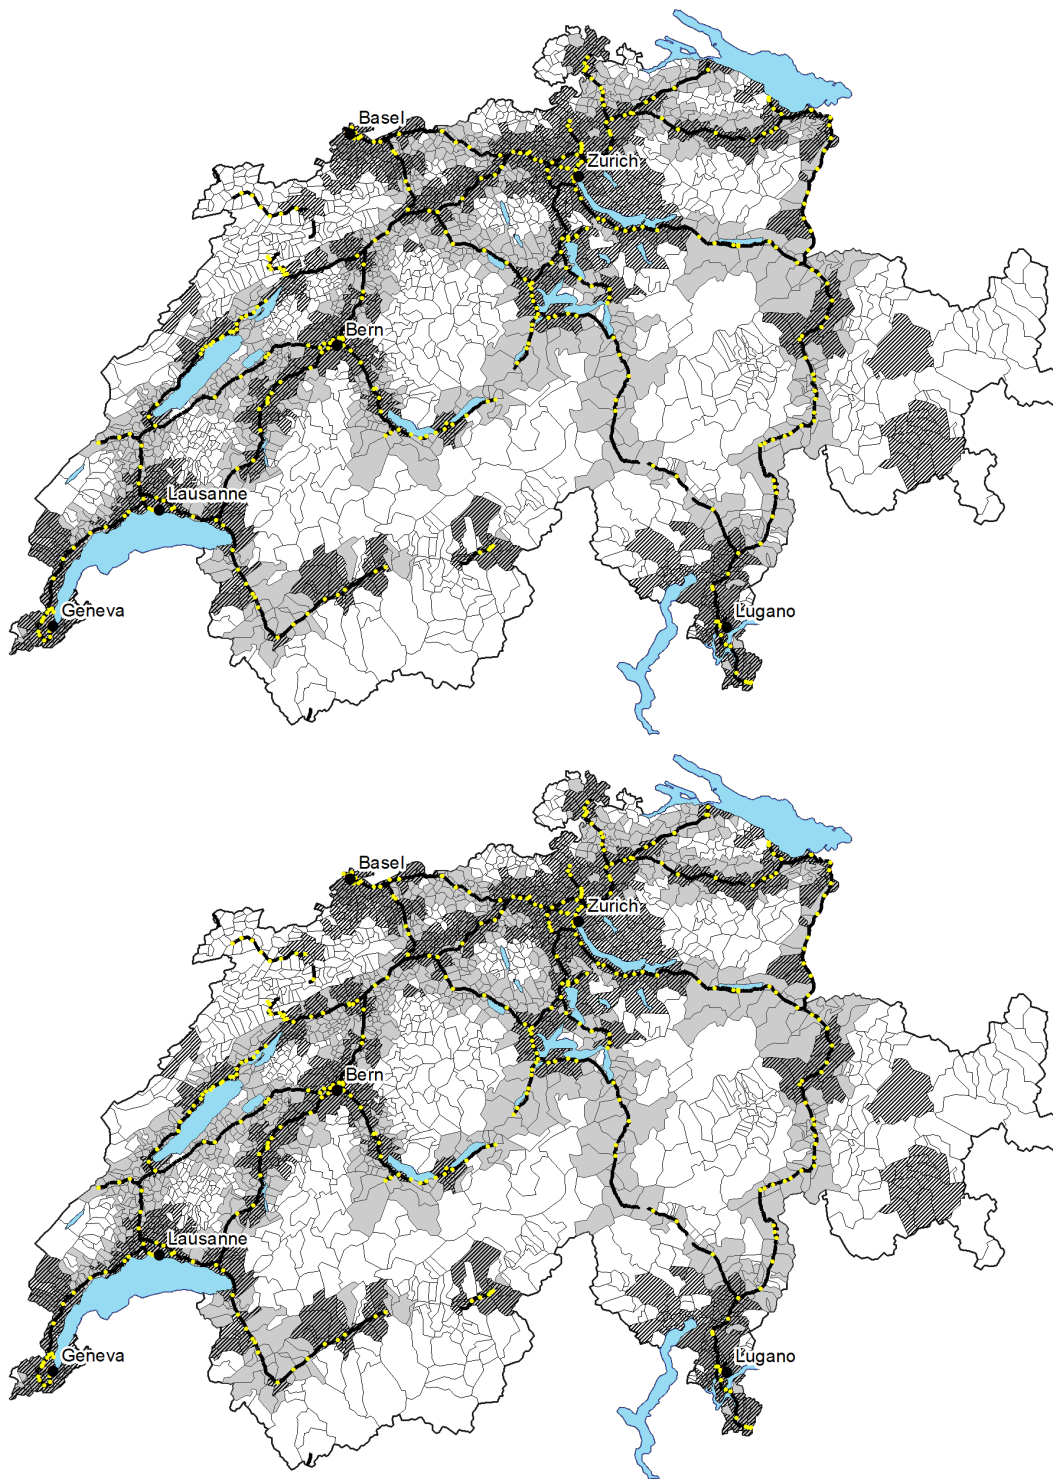 Basel
Zurich
Bern
Lausanne
Geneva
Lugano
Basel
Zurich
Bern
Lausanne
Geneva
Lugano